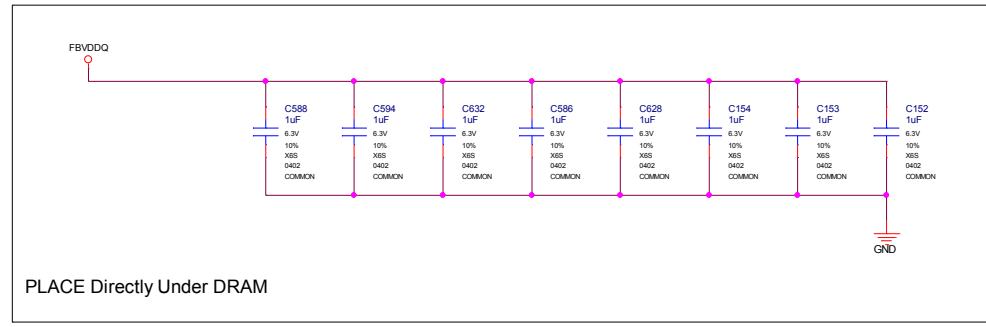 FBVDDQ
C588
1uF
6.3V
10%
X6S
0402
COMMON
C594
1uF
6.3V
10%
X6S
0402
COMMON
C632
1uF
6.3V
10%
X6S
0402
COMMON
C586
1uF
6.3V
10%
X6S
0402
COMMON
C628
1uF
6.3V
10%
X6S
0402
COMMON
C154
1uF
6.3V
10%
X6S
0402
COMMON
C153
1uF
6.3V
10%
X6S
0402
COMMON
C152
1uF
6.3V
10%
X6S
0402
COMMON
GND
PLACE Directly Under DRAM